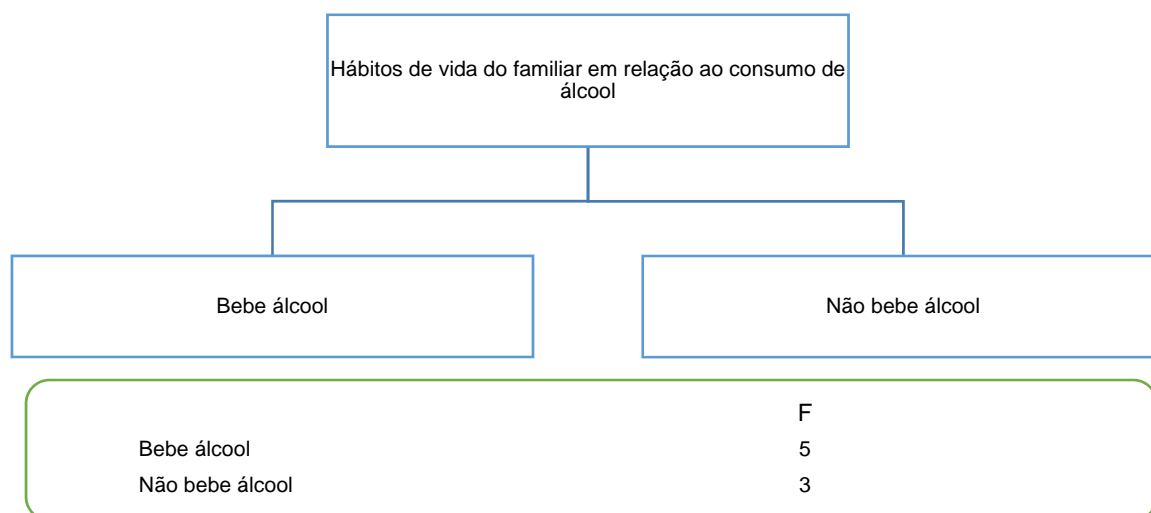 Hábitos de vida do familiar em relação ao consumo de
álcool
Bebe álcool
Não bebe álcool
F
Bebe álcool 5
Não bebe álcool 3